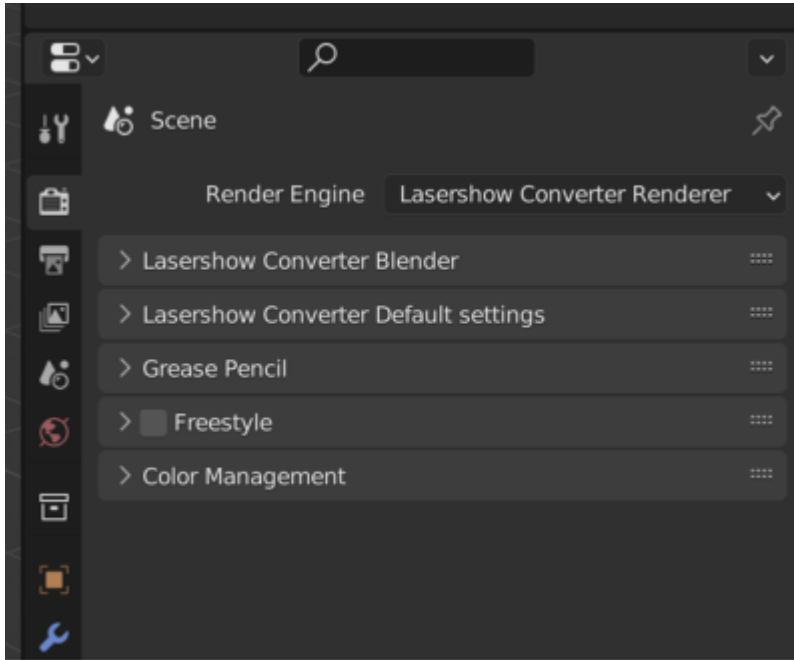 Scene
Render Engine Lasershow Converter Renderer
Lasershow Converter Blender
Lasershow Converter Default settings
Grease Pencil
Freestyle
Color Management